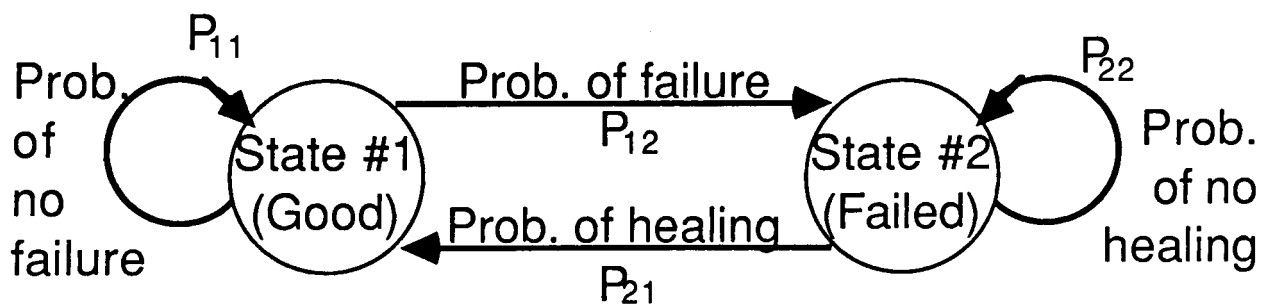 P11
Prob.
of
no
failure
State #1
(Good)
Prob. of failure
P12
Prob. of healing
P21
State #2
(Failed)
P22
Prob.
of no
healing